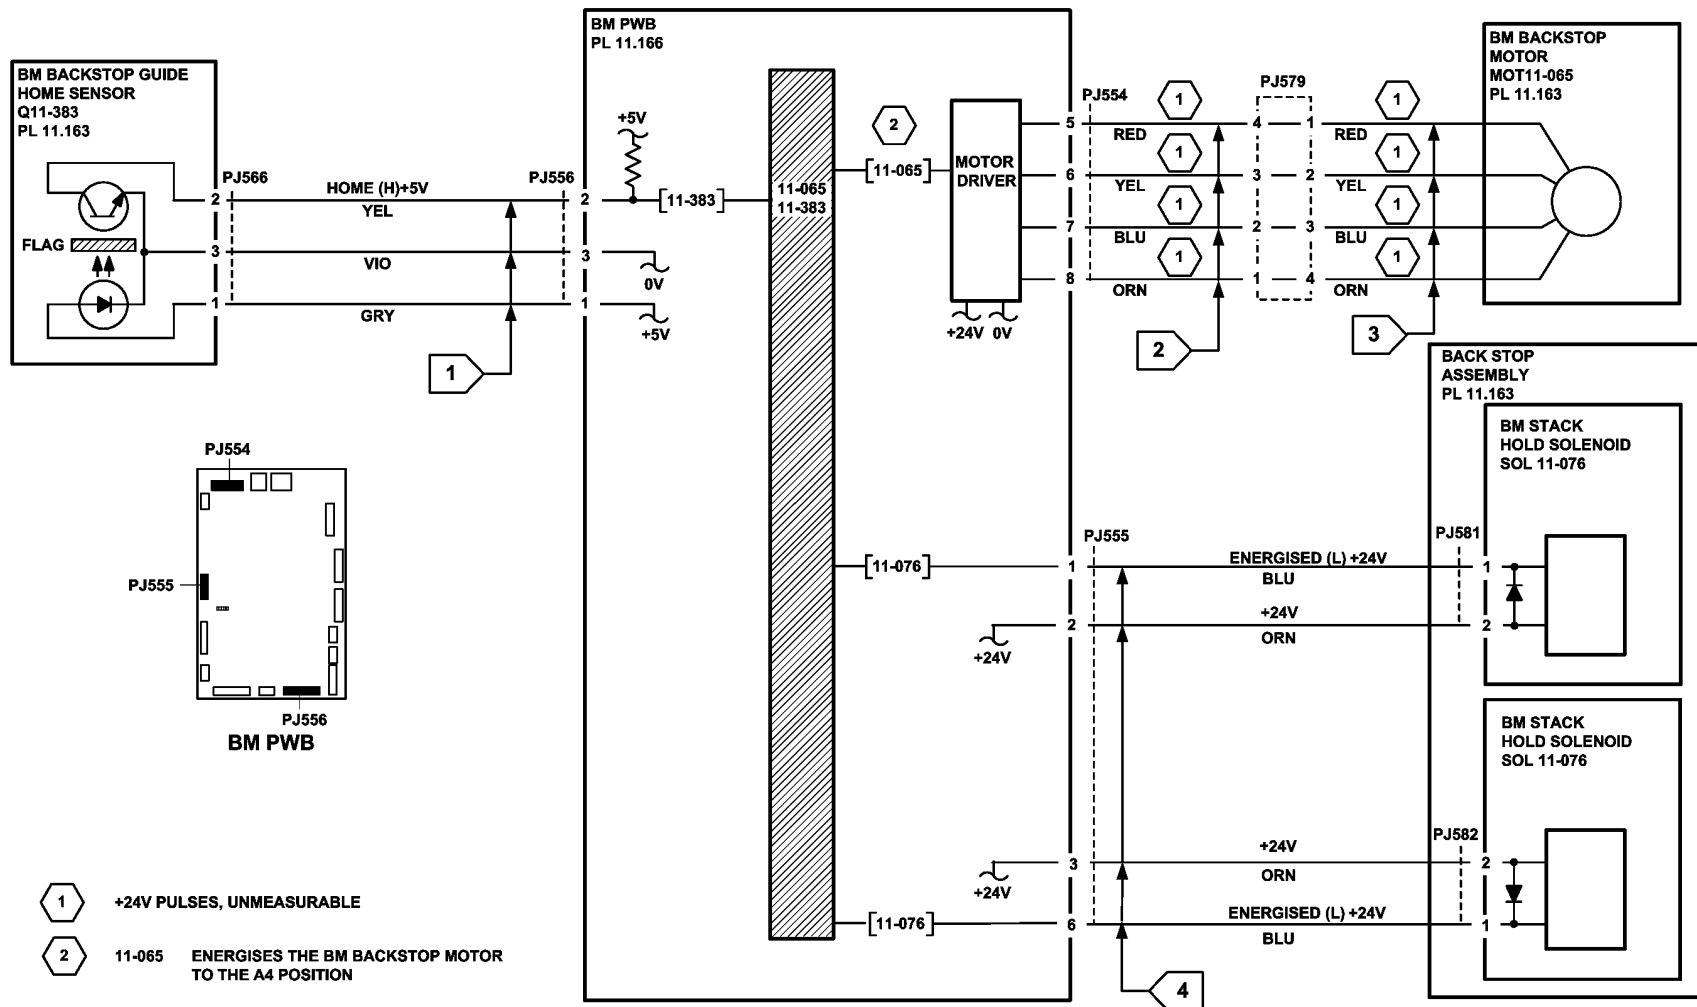 BM BACKSTOP GUIDE
HOME SENSOR
Q11-383
PL 11.163
FLAG
2
3
1
PJ566
HOME (H)+5V
YEL
VIO
GRY
1
PJ556
2
3
1
BM PWB
PL 11.166
+5V
[11-383]
0V
+5V
11-065
11-383
2
[11-065]
MOTOR
DRIVER
+24V 0V
5
6
7
8
PJ554
1
RED
1
YEL
1
BLU
1
ORN
2
PJ579
4 1
3 2
2 3
1 4
1
RED
1
YEL
1
BLU
1
ORN
3
BM BACKSTOP
MOTOR
MOT11-065
PL 11.163
BACK STOP
ASSEMBLY
PL 11.163
BM STACK
HOLD SOLENOID
SOL 11-076
[11-076]
1
PJ555
ENERGISED (L) +24V
BLU
PJ581
1
+24V
2
+24V
ORN
2
BM STACK
HOLD SOLENOID
SOL 11-076
+24V
3
+24V
ORN
PJ582
2
[11-076]
6
ENERGISED (L) +24V
BLU
1
4
PJ554
PJ555
PJ556
BM PWB
1 +24V PULSES, UNMEASURABLE
2 11-065 ENERGISES THE BM BACKSTOP MOTOR
TO THE A4 POSITION